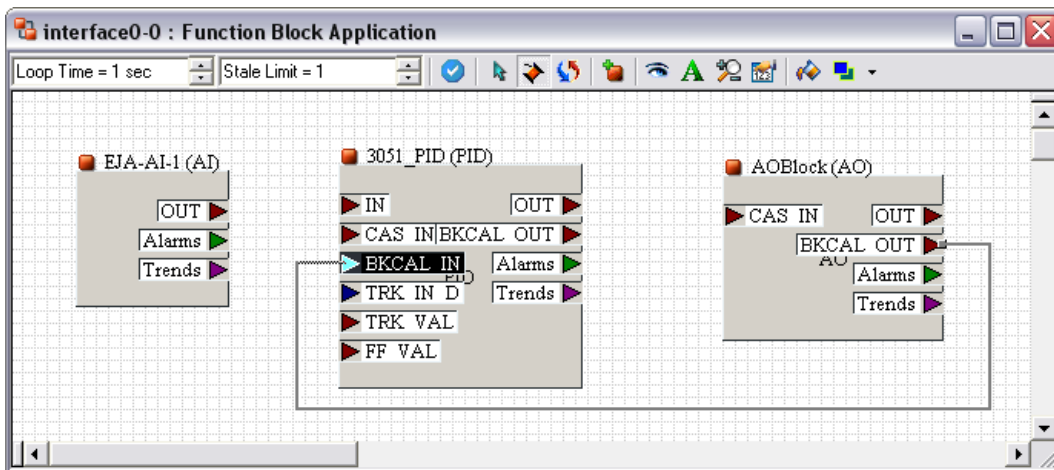 interface0-0 : Function Block Application
Loop Time = 1 sec
Stale Limit = 1
EJA-AI-1 (AI)
OUT
Alarms
Trends
3051_PID (PID)
IN
OUT
CAS IN
BKCAL OUT
BKCAL IN
Alarms
PID
TRK IN D
Trends
TRK VAL
FF VAL
AOBlock (AO)
CAS IN
OUT
BKCAL OUT
AO
Alarms
Trends